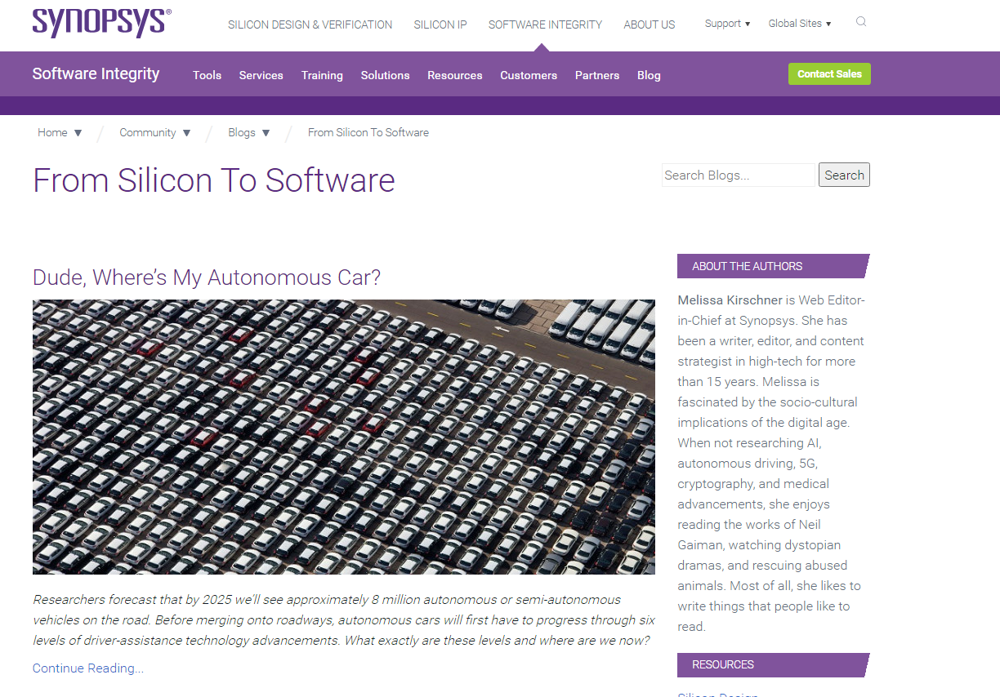 SYNOPSYS®
SILICON DESIGN & VERIFICATION SILICON IP SOFTWARE INTEGRITY ABOUT US Support ▼ Global Sites ▼
Software Integrity Tools Services Training Solutions Resources Customers Partners Blog Contact Sales
Home ▼ / Community ▼ / Blogs ▼ / From Silicon To Software
From Silicon To Software
Search Blogs... Search
Dude, Where's My Autonomous Car?
Researchers forecast that by 2025 we'll see approximately 8 million autonomous or semi-autonomous
vehicles on the road. Before merging onto roadways, autonomous cars will first have to progress through six
levels of driver-assistance technology advancements. What exactly are these levels and where are we now?
Continue Reading...
ABOUT THE AUTHORS
Melissa Kirschner is Web Editor-
in-Chief at Synopsys. She has
been a writer, editor, and content
strategist in high-tech for more
than 15 years. Melissa is
fascinated by the socio-cultural
implications of the digital age.
When not researching AI,
autonomous driving, 5G,
cryptography, and medical
advancements, she enjoys
reading the works of Neil
Gaiman, watching dystopian
dramas, and rescuing abused
animals. Most of all, she likes to
write things that people like to
read.
RESOURCES
Silicon Design